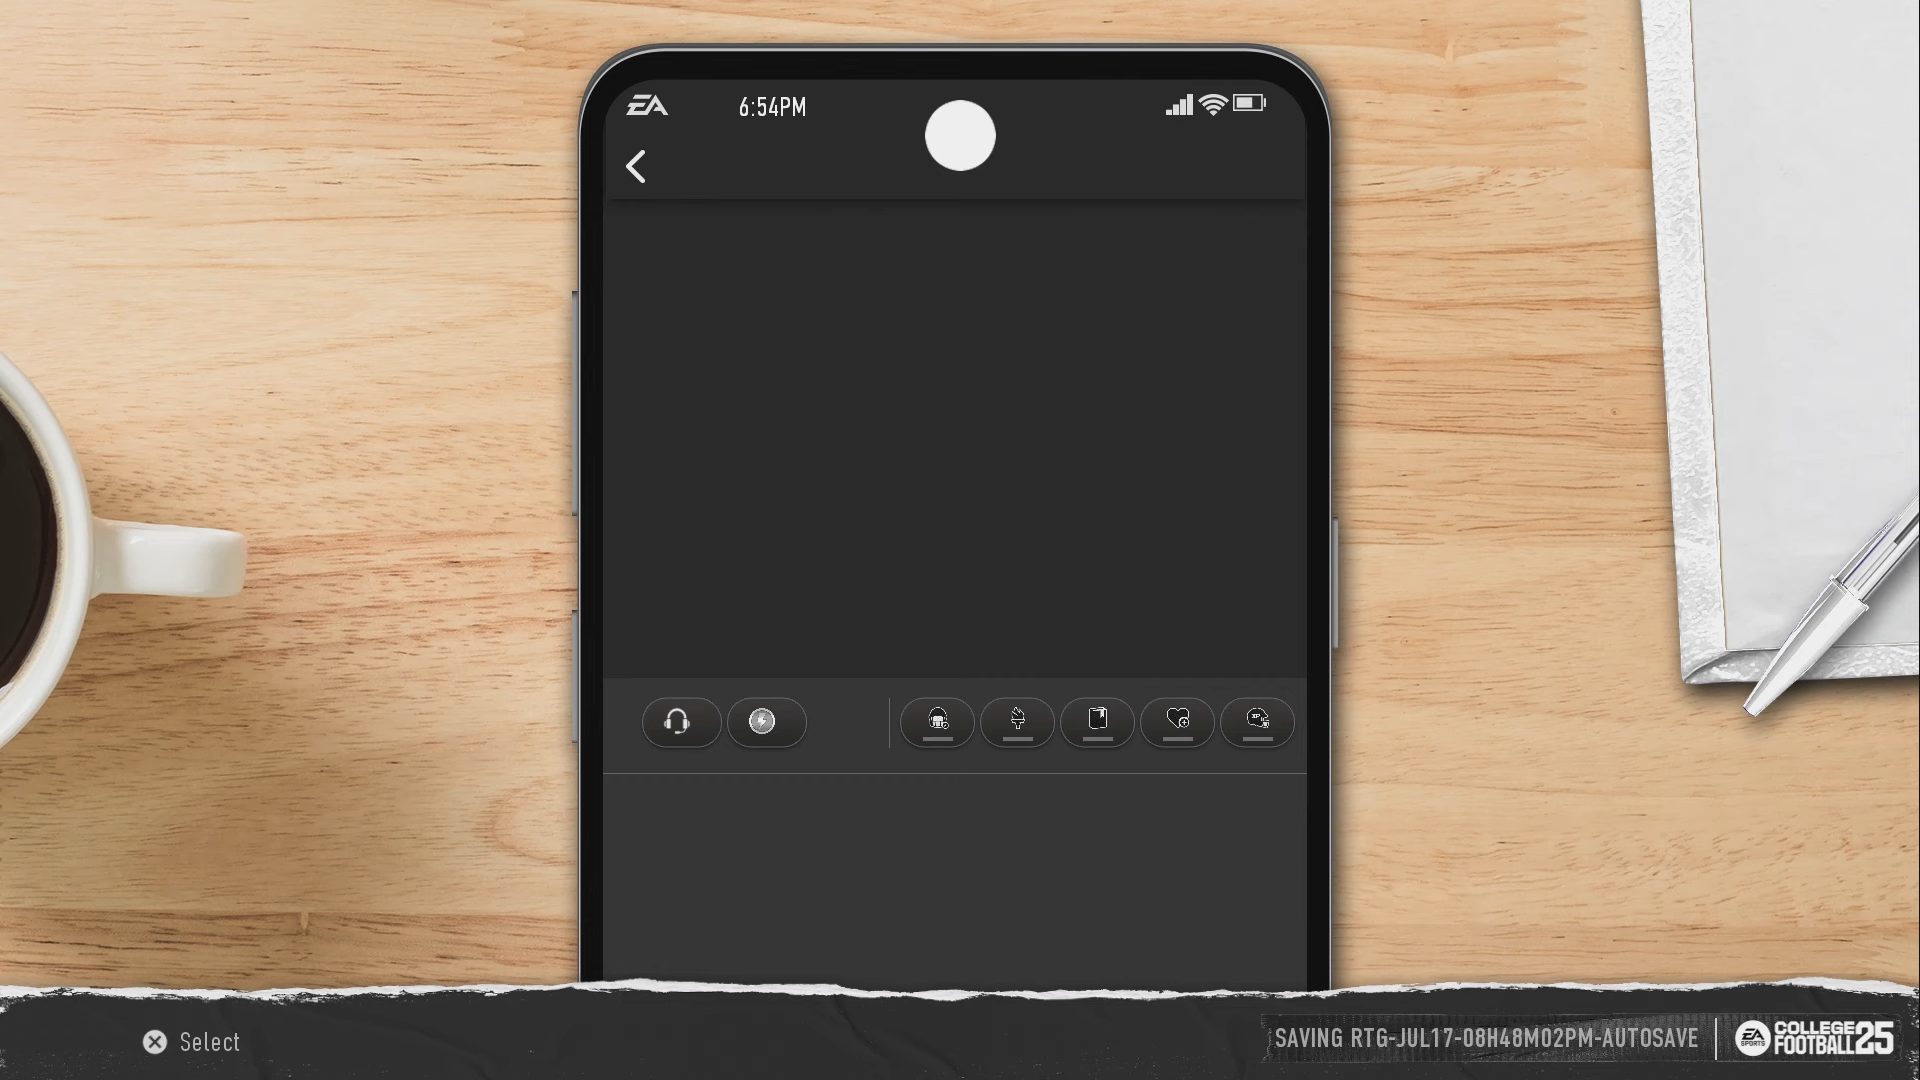 EA
6:54PM
Select
SAVING RTG-JUL17-08H48M02PM-AUTOSAVE
EA
SPORTS
COLLEGE
FOOTBALL 25